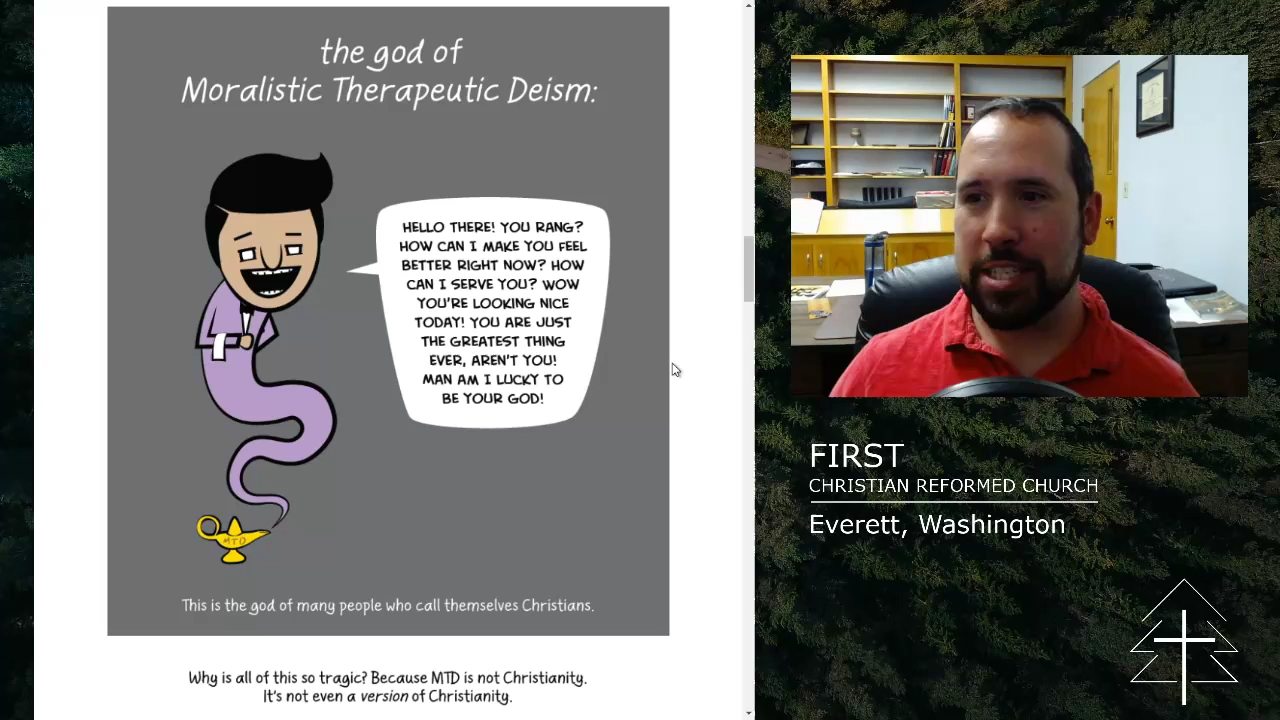 the god of
Moralistic Therapeutic Deism:
HELLO THERE! YOU RANG?
HOW CAN I MAKE YOU FEEL
BETTER RIGHT NOW? HOW
CAN I SERVE YOU? WOW
YOU'RE LOOKING NICE
TODAY! YOU ARE JUST
THE GREATEST THING
EVER, AREN'T YOU!
MAN AM I LUCKY TO
BE YOUR GOD!
MTD
This is the god of many people who call themselves Christians.
Why is all of this so tragic? Because MTD is not Christianity.
It's not even a version of Christianity.
FIRST
CHRISTIAN REFORMED CHURCH
Everett, Washington